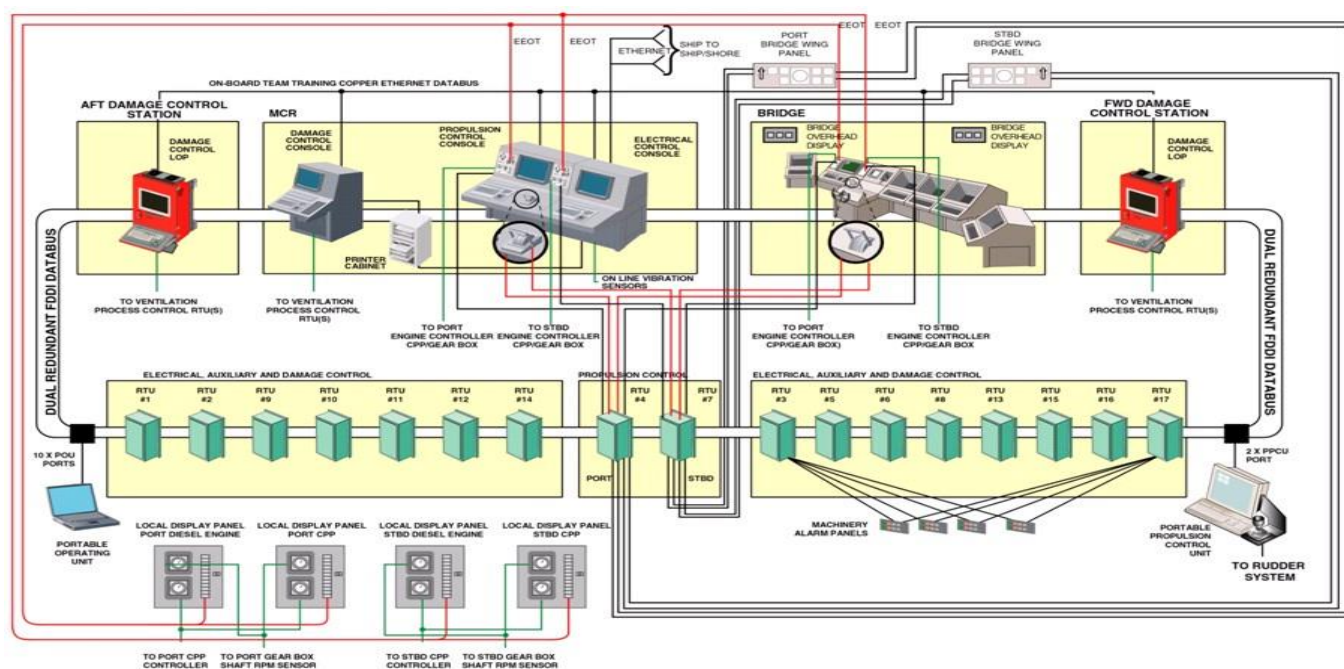 EEOT
EEOT
ETHERNET
SHIP TO
SHIP/SHORE
PORT
BRIDGE WING
PANEL
EEOT
EEOT
STBD
BRIDGE WING
PANEL
ON-BOARD TEAM TRAINING COPPER ETHERNET DATABUS
AFT DAMAGE CONTROL
STATION
DAMAGE
CONTROL
LOP
MCR
DAMAGE
CONTROL
CONSOLE
PROPULSION
CONTROL
CONSOLE
ELECTRICAL
CONTROL
CONSOLE
PRINTER
CABINET
ON LINE VIBRATION
SENSORS
BRIDGE
BRIDGE
OVERHEAD
DISPLAY
BRIDGE
OVERHEAD
DISPLAY
FWD DAMAGE
CONTROL STATION
DAMAGE
CONTROL
LOP
DUAL REDUNDANT FDDI DATABUS
DUAL REDUNDANT FDDI DATABUS
TO VENTILATION
PROCESS CONTROL RTU(S)
TO VENTILATION
PROCESS CONTROL
RTU(S)
TO PORT
ENGINE CONTROLLER
CPP/GEAR BOX
TO STBD
ENGINE CONTROLLER
CPP/GEAR BOX
TO PORT
ENGINE CONTROLLER
CPP/GEAR BOX)
TO STBD
ENGINE CONTROLLER
CPP/GEAR BOX
TO VENTILATION
PROCESS CONTROL RTU(S)
ELECTRICAL, AUXILIARY AND DAMAGE CONTROL
RTU
#1
RTU
#2
RTU
#9
RTU
#10
RTU
#11
RTU
#12
RTU
#14
PROPULSION CONTROL
RTU
#4
RTU
#7
PORT
STBD
ELECTRICAL, AUXILIARY AND DAMAGE CONTROL
RTU
#3
RTU
#5
RTU
#6
RTU
#8
RTU
#13
RTU
#15
RTU
#16
RTU
#17
10 X POU
PORTS
PORTABLE
OPERATING
UNIT
2 X PPCU
PORT
MACHINERY
ALARM PANELS
PORTABLE
PROPULSION
CONTROL
UNIT
TO RUDDER
SYSTEM
LOCAL DISPLAY PANEL
PORT DIESEL ENGINE
LOCAL DISPLAY PANEL
PORT CPP
LOCAL DISPLAY PANEL
STBD DIESEL ENGINE
LOCAL DISPLAY PANEL
STBD CPP
TO PORT CPP
CONTROLLER
TO PORT GEAR BOX
SHAFT RPM SENSOR
TO STBD CPP
CONTROLLER
TO STBD GEAR BOX
SHAFT RPM SENSOR